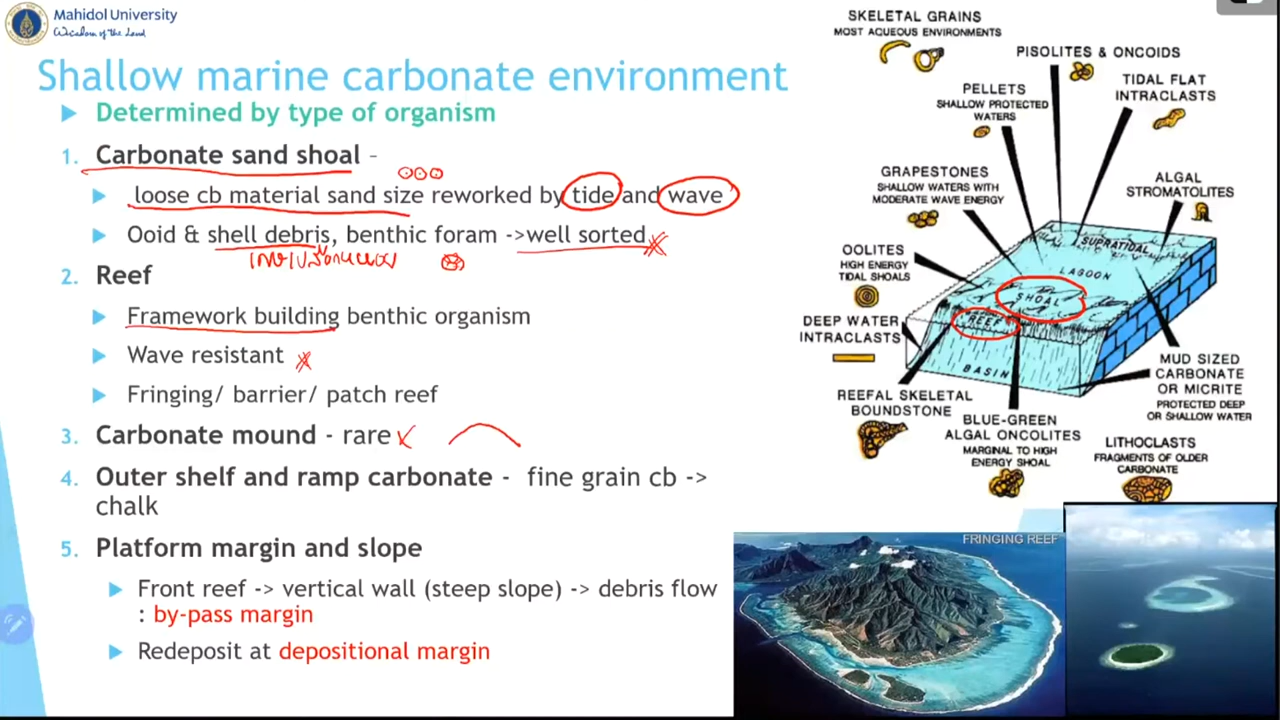 Mahidol University
Wisdom of the Land
Shallow marine carbonate environment
Determined by type of organism
1. Carbonate sand shoal –
loose cb material sand size reworked by tide and wave
Ooid & shell debris, benthic foram ->well sorted
2. Reef
Framework building benthic organism
Wave resistant
Fringing/ barrier/ patch reef
3. Carbonate mound - rare
4. Outer shelf and ramp carbonate - fine grain cb ->
chalk
5. Platform margin and slope
Front reef -> vertical wall (steep slope) -> debris flow
: by-pass margin
Redeposit at depositional margin
SKELETAL GRAINS
MOST AQUEOUS ENVIRONMENTS
PISOLITES & ONCOIDS
TIDAL FLAT
INTRACLASTS
PELLETS
SHALLOW PROTECTED
WATERS
GRAPESTONES
SHALLOW WATERS WITH
MODERATE WAVE ENERGY
ALGAL
STROMATOLITES
OOLITES
HIGH ENERGY
TIDAL SHOALS
SUPRATIDAL
LAGOON
SHOAL
REEF
BASIN
DEEP WATER
INTRACLASTS
MUD SIZED
CARBONATE
OR MICRITE
PROTECTED DEEP
OR SHALLOW WATER
REEFAL SKELETAL
BOUNDSTONE
BLUE-GREEN
ALGAL ONCOLITES
MARGINAL TO HIGH
ENERGY SHOAL
LITHOCLASTS
FRAGMENTS OF OLDER
CARBONATE
FRINGING REEF